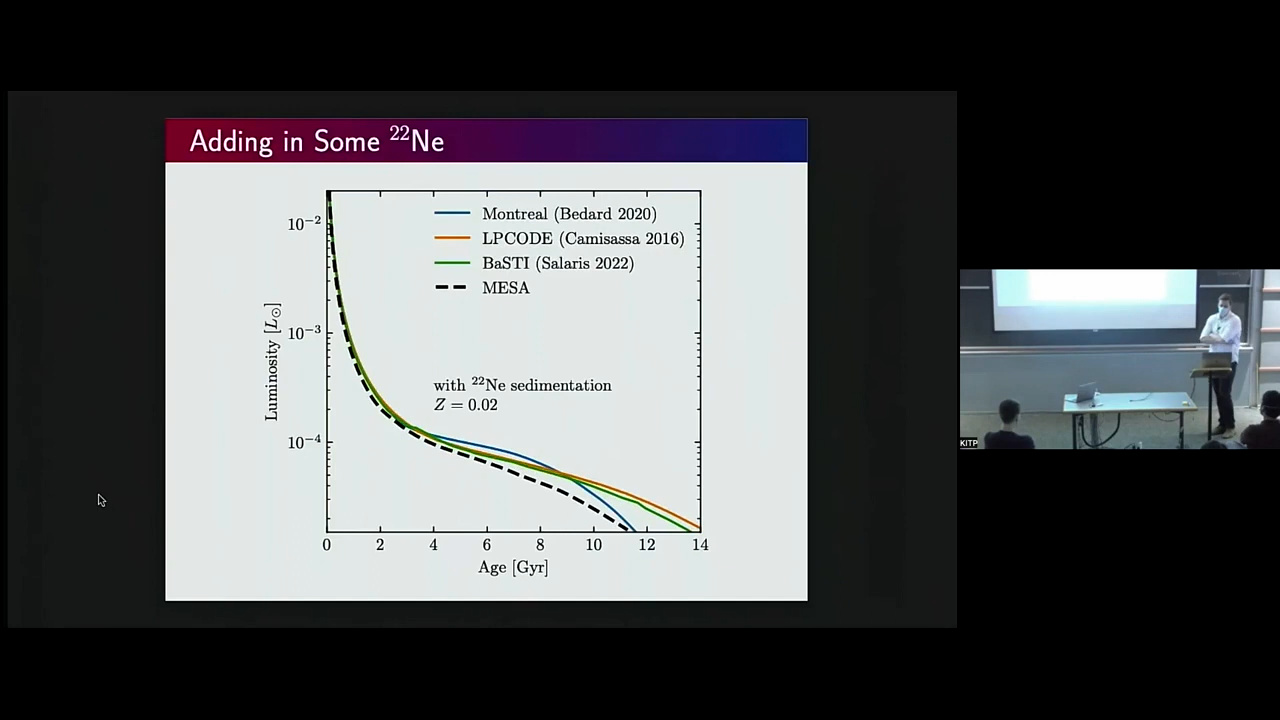 Adding in Some ²²Ne
Montreal (Bedard 2020)
LPCODE (Camisassa 2016)
BaSTI (Salaris 2022)
MESA
with ²²Ne sedimentation
Z = 0.02
Luminosity [L☉]
10⁻²
10⁻³
10⁻⁴
0 2 4 6 8 10 12 14
Age [Gyr]
KITP